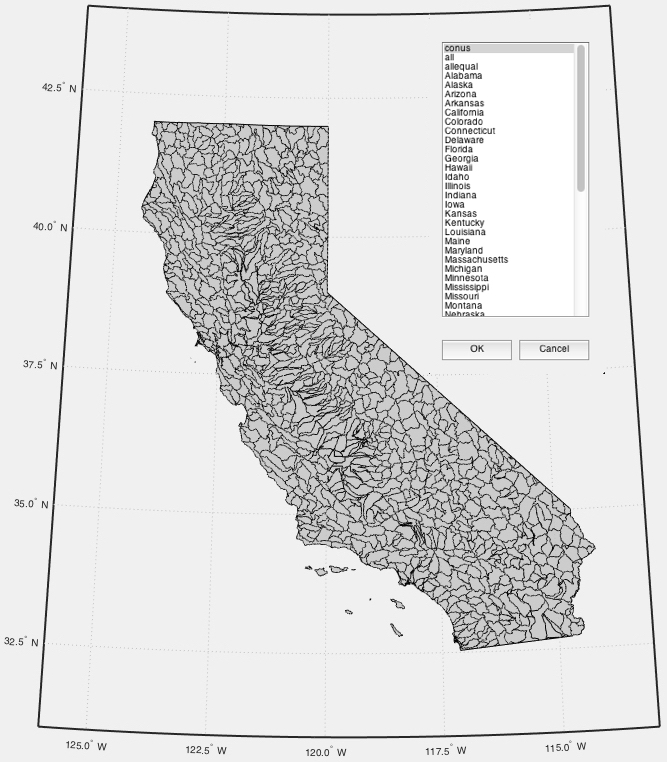 conus
all
allequal
Alabama
Alaska
Arizona
Arkansas
California
Colorado
Connecticut
Delaware
Florida
Georgia
Hawaii
Idaho
Illinois
Indiana
Iowa
Kansas
Kentucky
Louisiana
Maine
Maryland
Massachusetts
Michigan
Minnesota
Mississippi
Missouri
Montana
Nebraska
OK Cancel
42.5° N
40.0° N
37.5° N
35.0° N
32.5° N
125.0° W 122.5° W 120.0° W 117.5° W 115.0° W